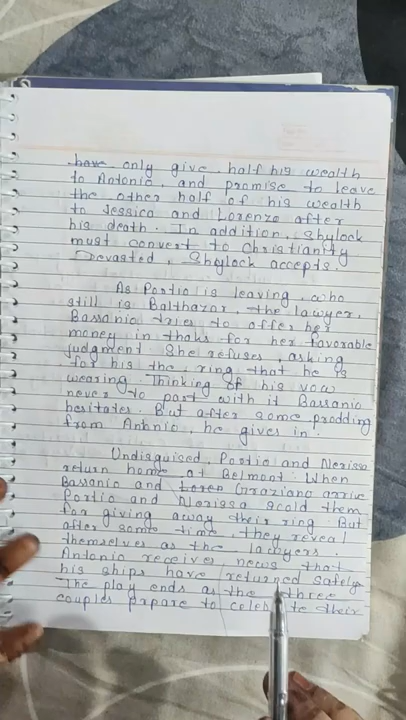 have only give half his wealth
to Antonio, and promise to leave
the other half of his wealth
to Jessica and Lorenzo after
his death. In addition, Shylock
must convert to Christianity
Devasted, Shylock accepts.
As Portio is leaving, who
still is Balthazar, the lawyer,
Bassanio tries to offer her
money in thaks for her favorable
judgment She refuses, asking
for his the ring that he is
wearing. Thinking of his vow
never to part with it Bassanio
hesitates. But after some prodding
from Antonio, he gives in.
Undisguised, Portio and Nerissa
return home at Belmont. When
Bassanio and Loren Graziano arrive
Portio and Nerissa scold them
for giving away their ring. But
after some time, they reveal
themselves as the lawyers.
Antonio receives news that
his ships have returned safely
The play ends as the three
couples prpare to celebrate their